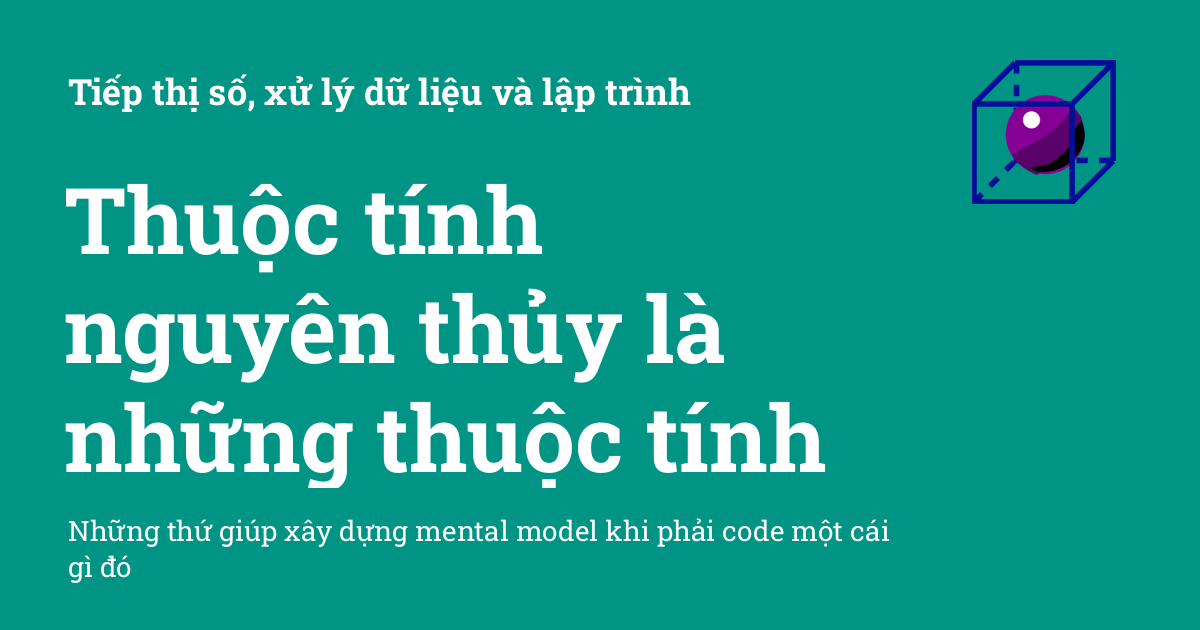 Tiếp thị số, xử lý dữ liệu và lập trình
Thuộc tính
nguyên thủy là
những thuộc tính
Những thứ giúp xây dựng mental model khi phải code một cái
gì đó